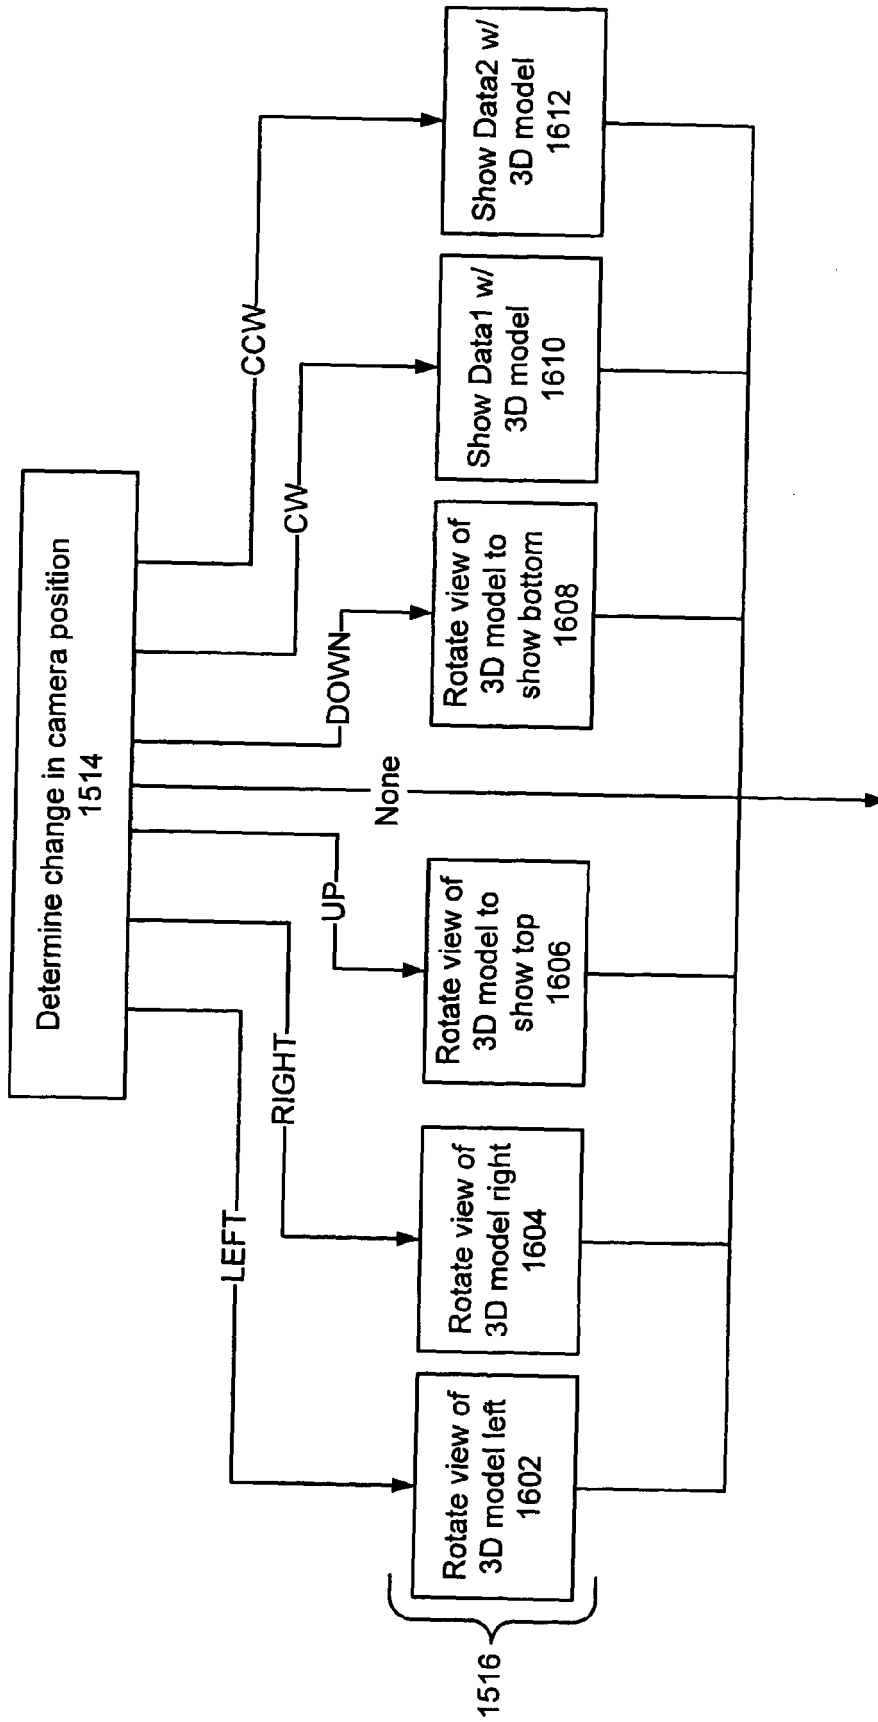 Determine change in camera position
1514
LEFT
RIGHT
UP
None
DOWN
CW
CCW
1516
Rotate view of
3D model left
1602
Rotate view of
3D model right
1604
Rotate view of
3D model to
show top
1606
Rotate view of
3D model to
show bottom
1608
Show Data1 w/
3D model
1610
Show Data2 w/
3D model
1612